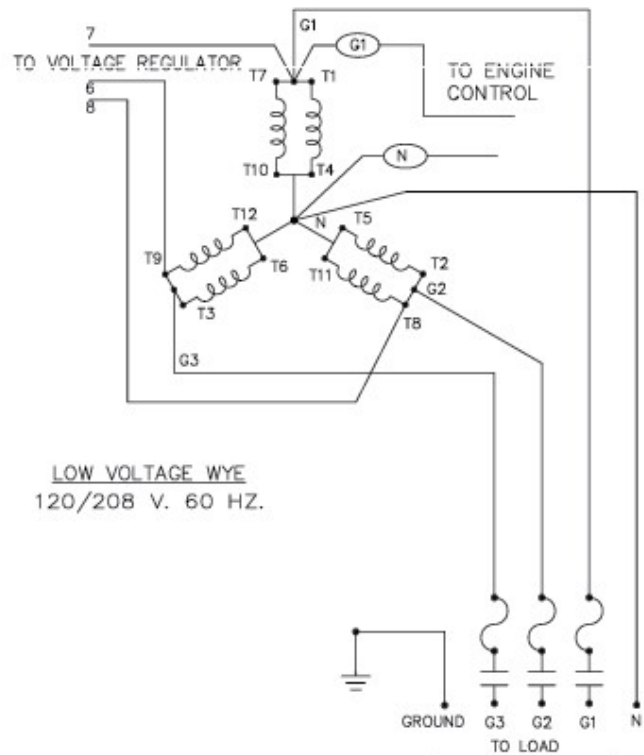 G1
7
G1
TO VOLTAGE REGULATOR
TO ENGINE
CONTROL
T7
T1
6
8
T10
T4
N
T12
N
T5
T9
T6
T11
T2
T3
G2
T8
G3
LOW VOLTAGE WYE
120/208 V. 60 HZ.
GROUND
G3
G2
G1
N
TO LOAD